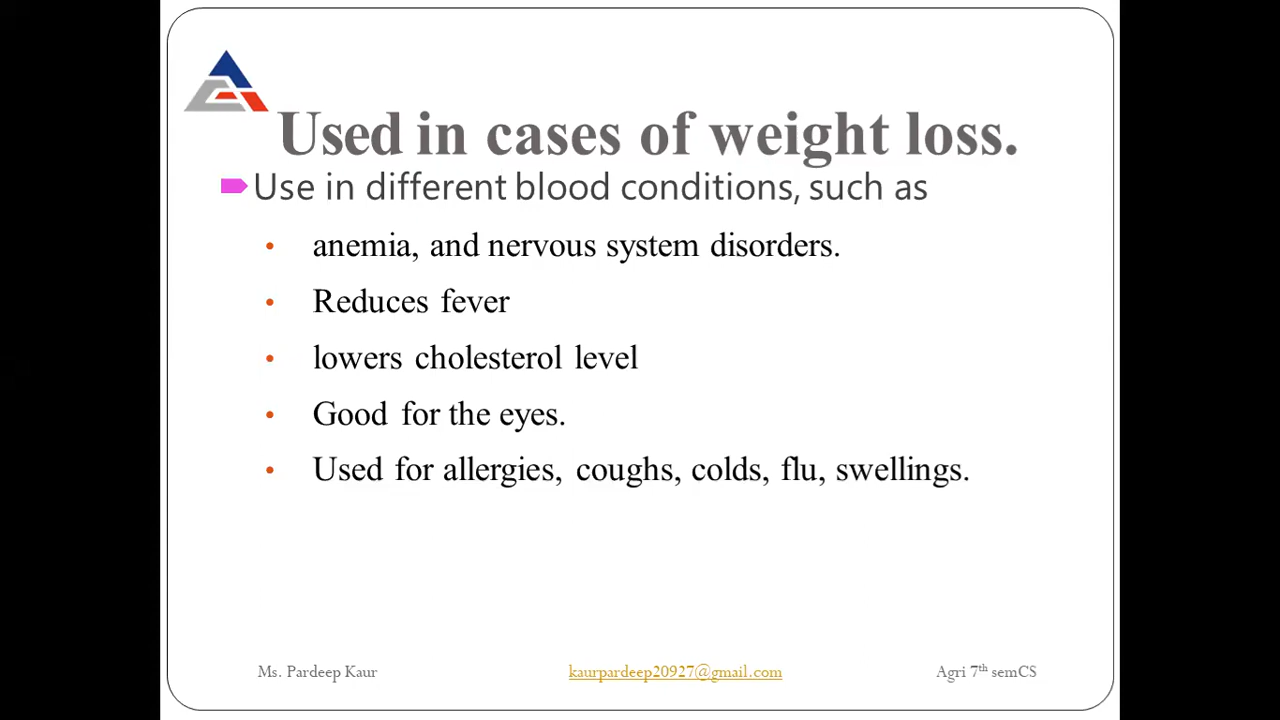 Used in cases of weight loss.
Use in different blood conditions, such as
• anemia, and nervous system disorders.
• Reduces fever
• lowers cholesterol level
• Good for the eyes.
• Used for allergies, coughs, colds, flu, swellings.
Ms. Pardeep Kaur kaurpardeep20927@gmail.com Agri 7th semCS